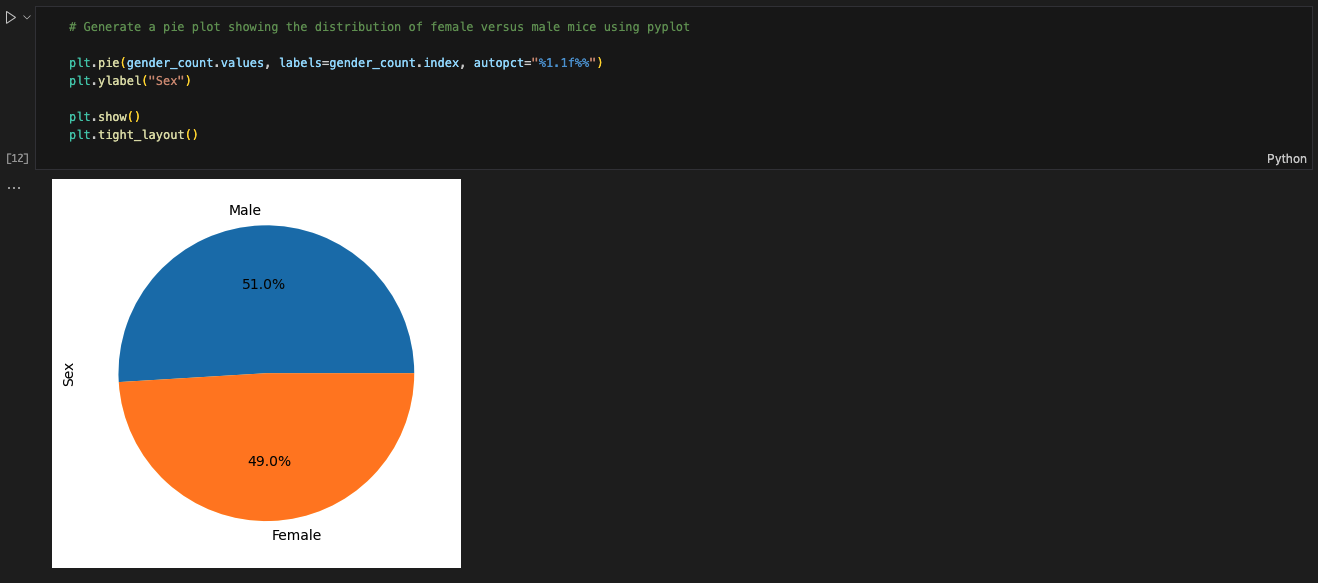 # Generate a pie plot showing the distribution of female versus male mice using pyplot
plt.pie(gender_count.values, labels=gender_count.index, autopct="%1.1f%%")
plt.ylabel("Sex")
plt.show()
plt.tight_layout()
[12]
Python
...
Male
51.0%
Sex
49.0%
Female